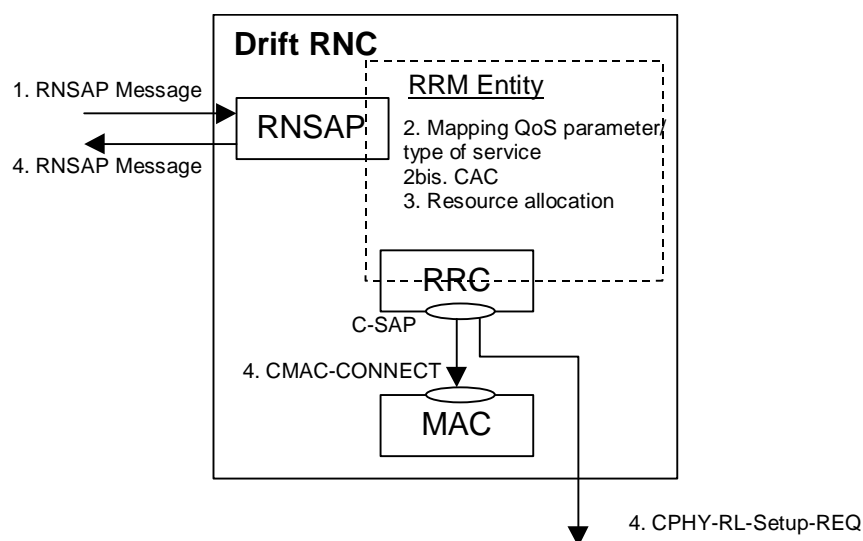 Drift RNC
1. RNSAP Message
RNSAP
4. RNSAP Message
RRM Entity
2. Mapping QoS parameter/
type of service
2bis. CAC
3. Resource allocation
RRC
C-SAP
4. CMAC-CONNECT
MAC
4. CPHY-RL-Setup-REQ